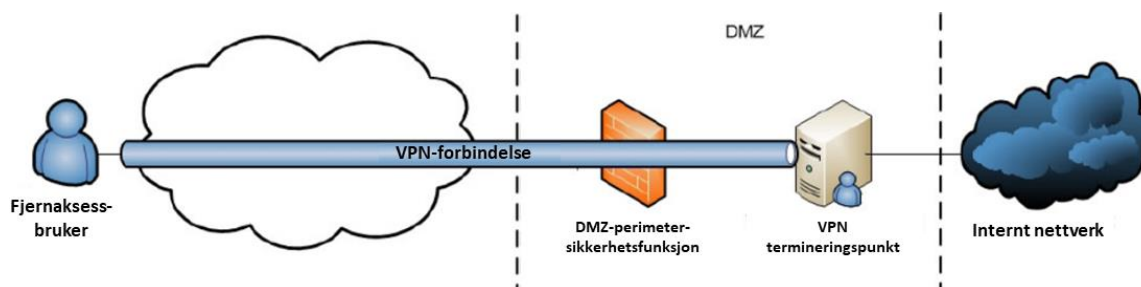 DMZ
VPN-forbindelse
Fjernaksess-
bruker
DMZ-perimeter-
sikkerhetsfunksjon
VPN
termineringspunkt
Internt nettverk